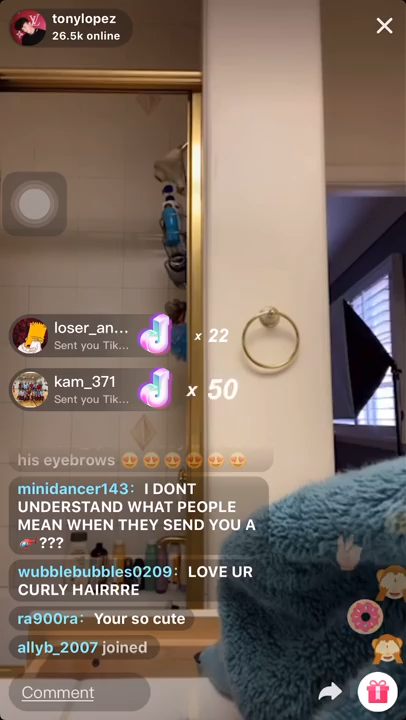 tonylopez
26.5k online
loser_an...
Sent you Tik...
x 22
kam_371
Sent you Tik...
x 50
his eyebrows 😍 😍 😍 😍 😍 😍
minidancer143: I DONT
UNDERSTAND WHAT PEOPLE
MEAN WHEN THEY SEND YOU A
???
wubblebubbles0209: LOVE UR
CURLY HAIRRRE
ra900ra: Your so cute
allyb_2007 joined
Comment